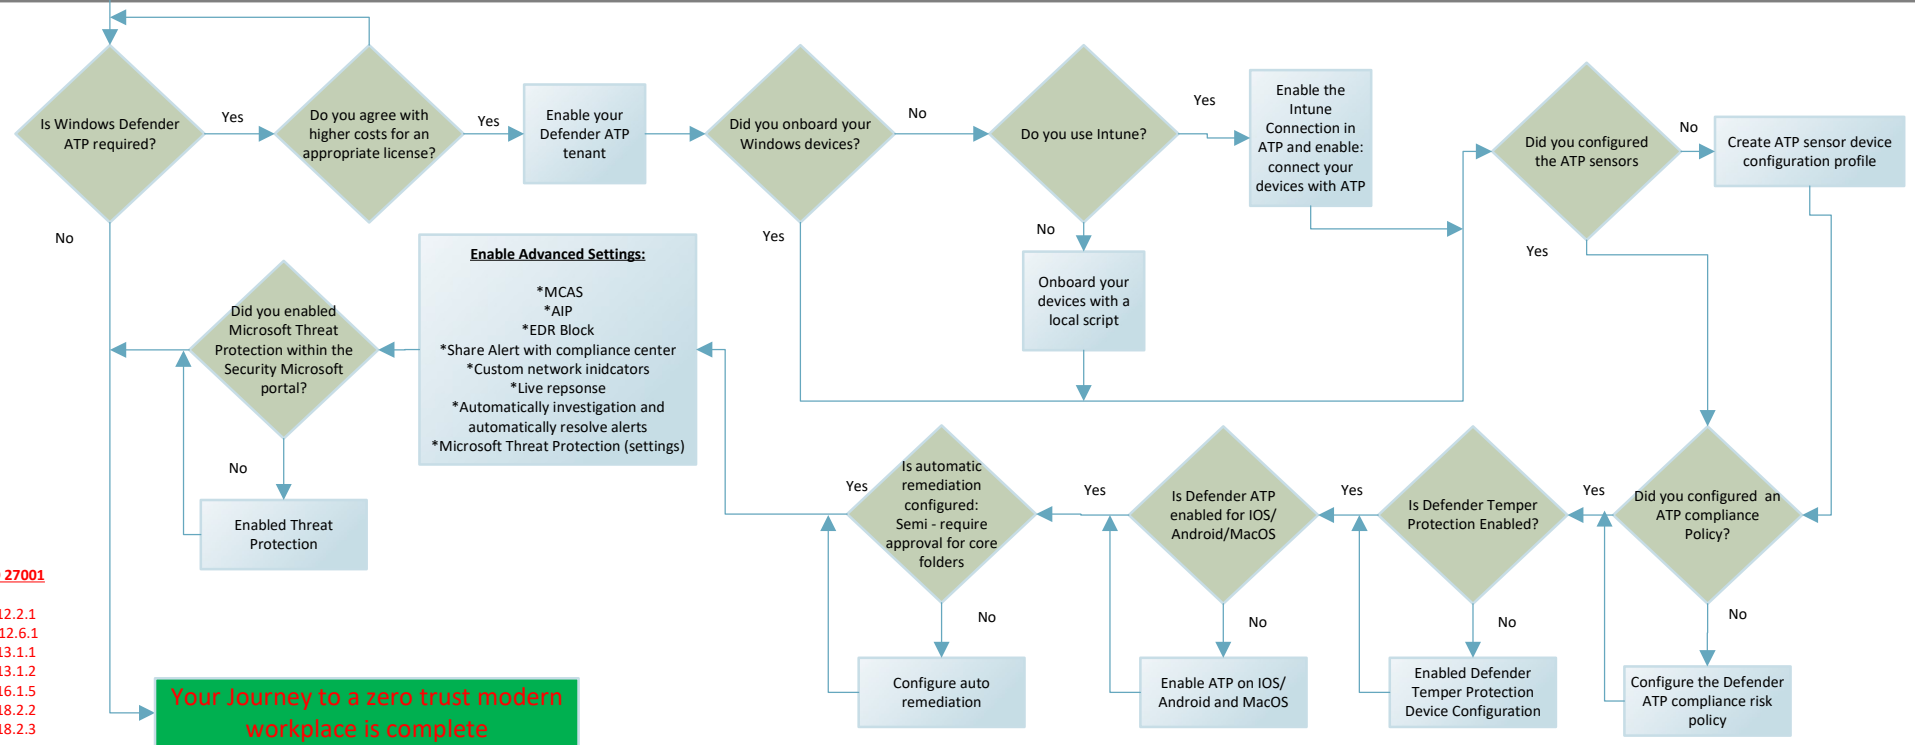 Is Windows Defender
ATP required?
Yes
No
Do you agree with
higher costs for an
appropriate license?
Yes
Enable your
Defender ATP
tenant
Did you onboard your
Windows devices?
No
Yes
Do you use Intune?
Yes
No
Enable the
Intune
Connection in
ATP and enable:
connect your
devices with ATP
Onboard your
devices with a
local script
Did you configured
the ATP sensors
No
Yes
Create ATP sensor device
configuration profile
Did you configured an
ATP compliance
Policy?
Yes
No
Configure the Defender
ATP compliance risk
policy
Is Defender Temper
Protection Enabled?
Yes
No
Enabled Defender
Temper Protection
Device Configuration
Is Defender ATP
enabled for IOS/
Android/MacOS
Yes
No
Enable ATP on IOS/
Android and MacOS
Is automatic
remediation
configured:
Semi - require
approval for core
folders
Yes
No
Configure auto
remediation
Enable Advanced Settings:
*MCAS
*AIP
*EDR Block
*Share Alert with compliance center
*Custom network inidcators
*Live repsonse
*Automatically investigation and
automatically resolve alerts
*Microsoft Threat Protection (settings)
Did you enabled
Microsoft Threat
Protection within the
Security Microsoft
portal?
No
Enabled Threat
Protection
27001
12.2.1
12.6.1
13.1.1
13.1.2
16.1.5
18.2.2
18.2.3
Your Journey to a zero trust modern
workplace is complete